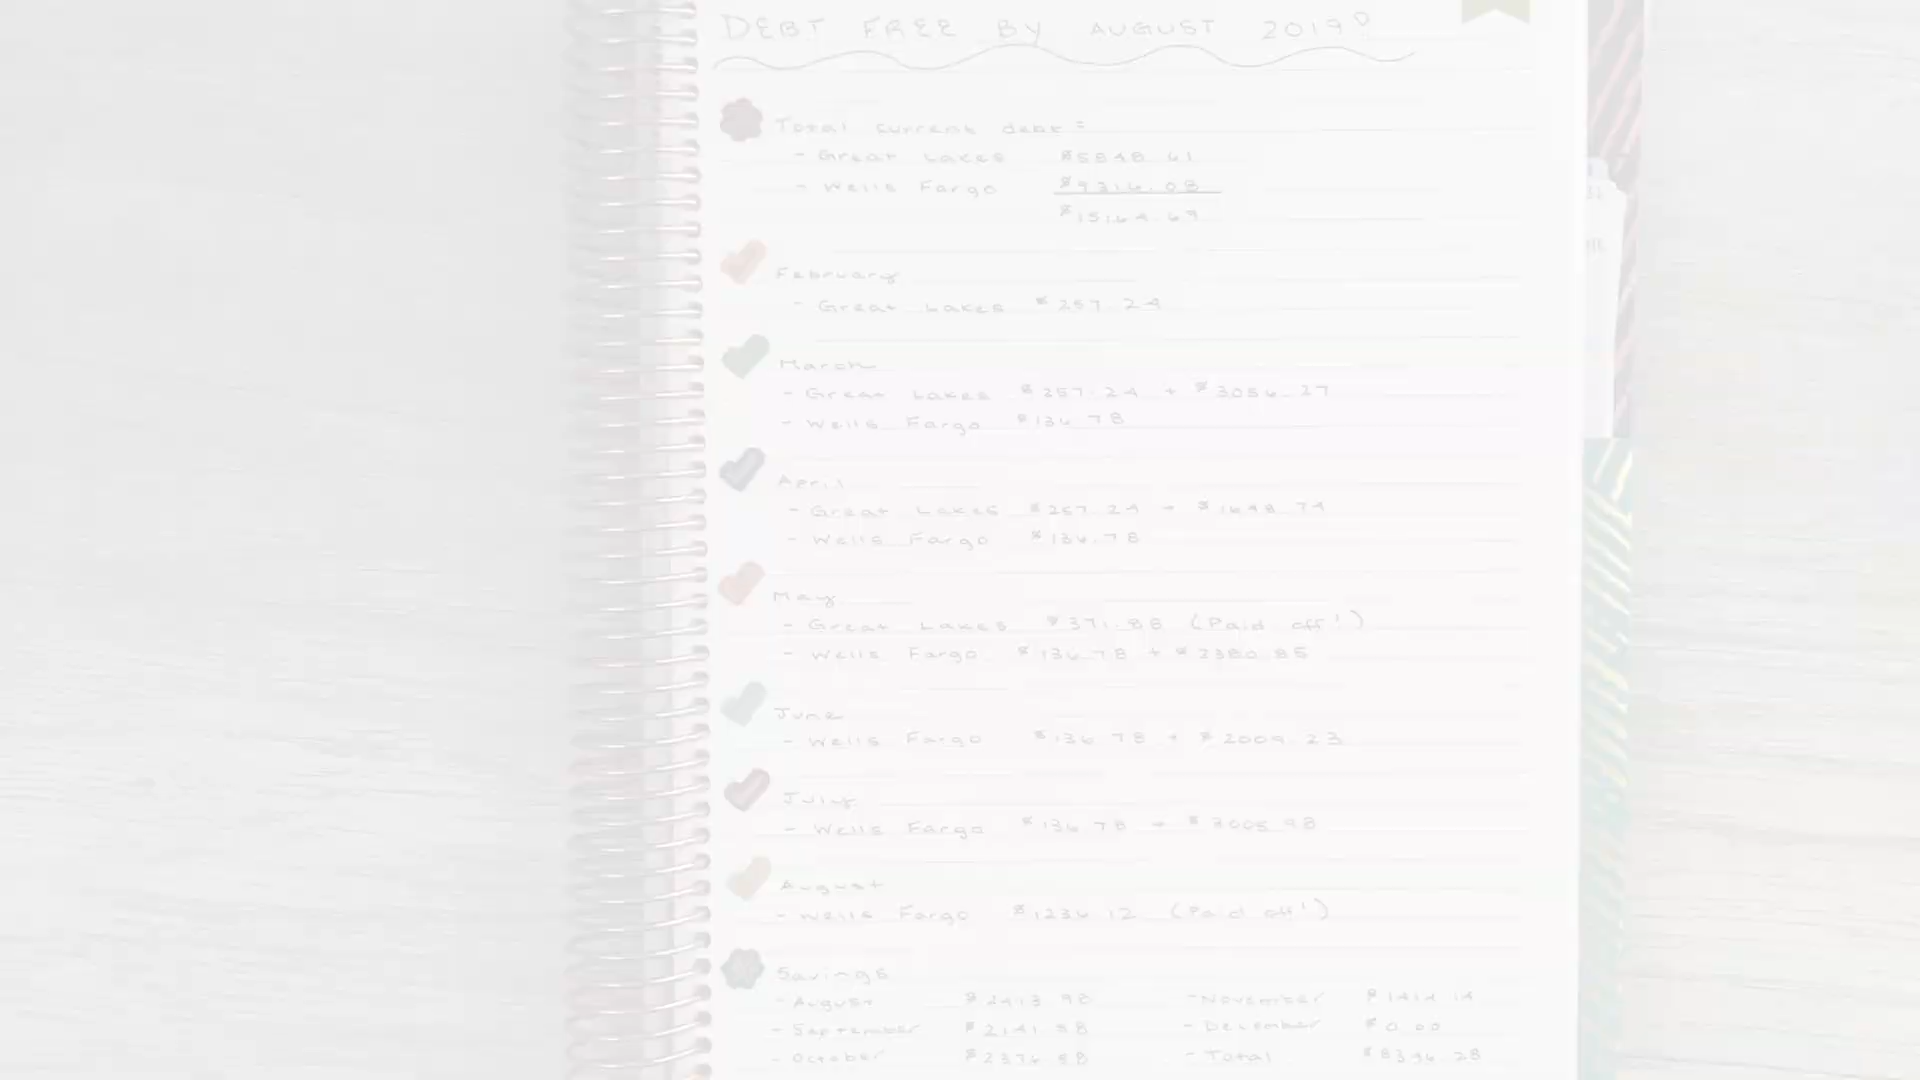 DEBT FREE BY AUGUST 2019
Total current debt =
- Great Lakes $5848.61
- Wells Fargo $9316.08
$15164.69
February
- Great Lakes $257.24
March
- Great Lakes $257.24 + $3056.27
- Wells Fargo $136.78
April
- Great Lakes $257.24 + $1648.74
- Wells Fargo $136.78
May
- Great Lakes $371.88 (Paid off!)
- Wells Fargo $136.78 + $2380.85
June
- Wells Fargo $136.78 + $2009.23
July
- Wells Fargo $136.78 + $3005.98
August
- Wells Fargo $1236.12 (Paid off!)
Savings
- August $2413.98 - November $1414.14
- September $2141.58 - December $0.00
- October $2376.58 - Total $8346.28